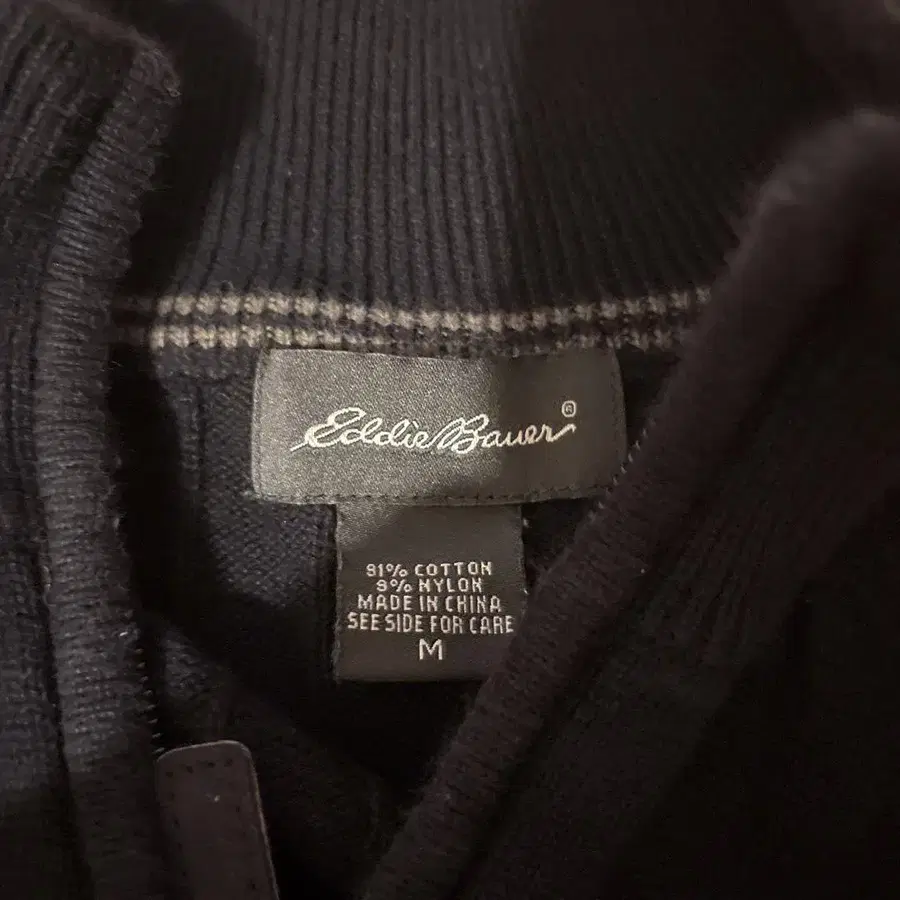 Eddie Bauer®
91% COTTON
9% NYLON
MADE IN CHINA
SEE SIDE FOR CARE
M